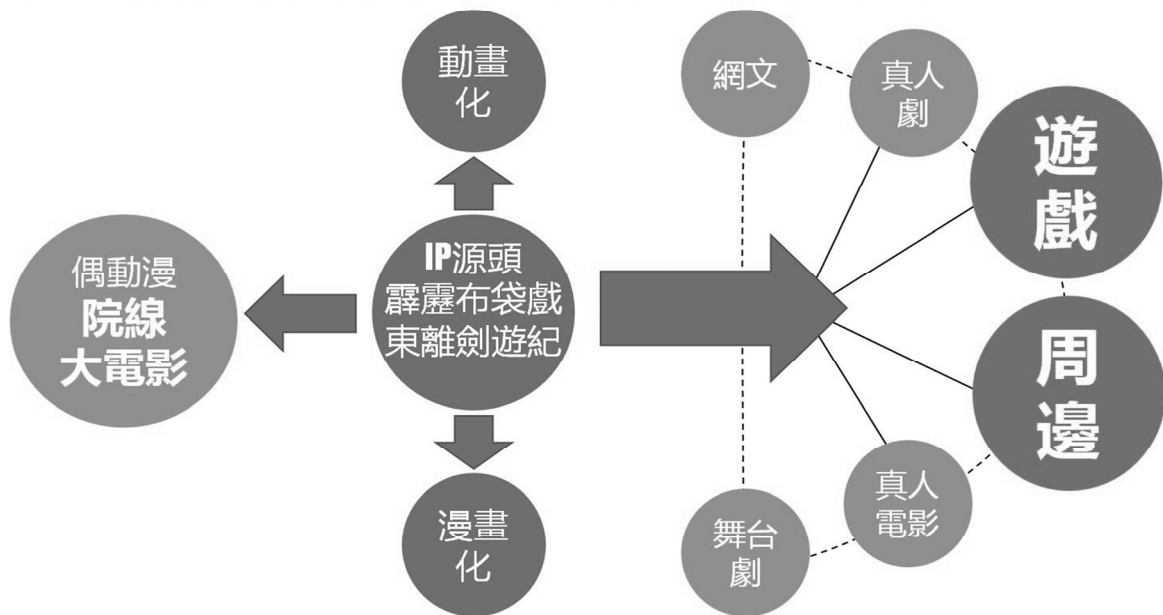 動畫
化
偶動漫
院線
大電影
IP源頭
霹靂布袋戲
東離劍遊紀
漫畫
化
網文
真人
劇
遊
戲
周
邊
真人
電影
舞台
劇